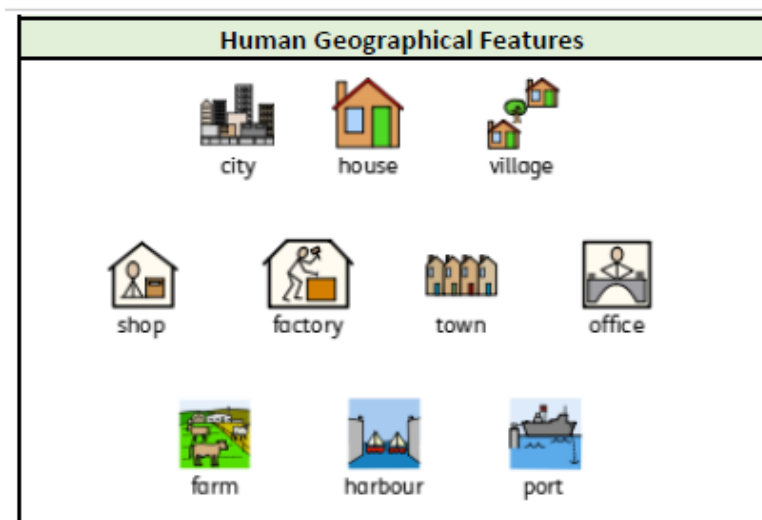 Human Geographical Features
city house village
shop factory town office
farm harbour port